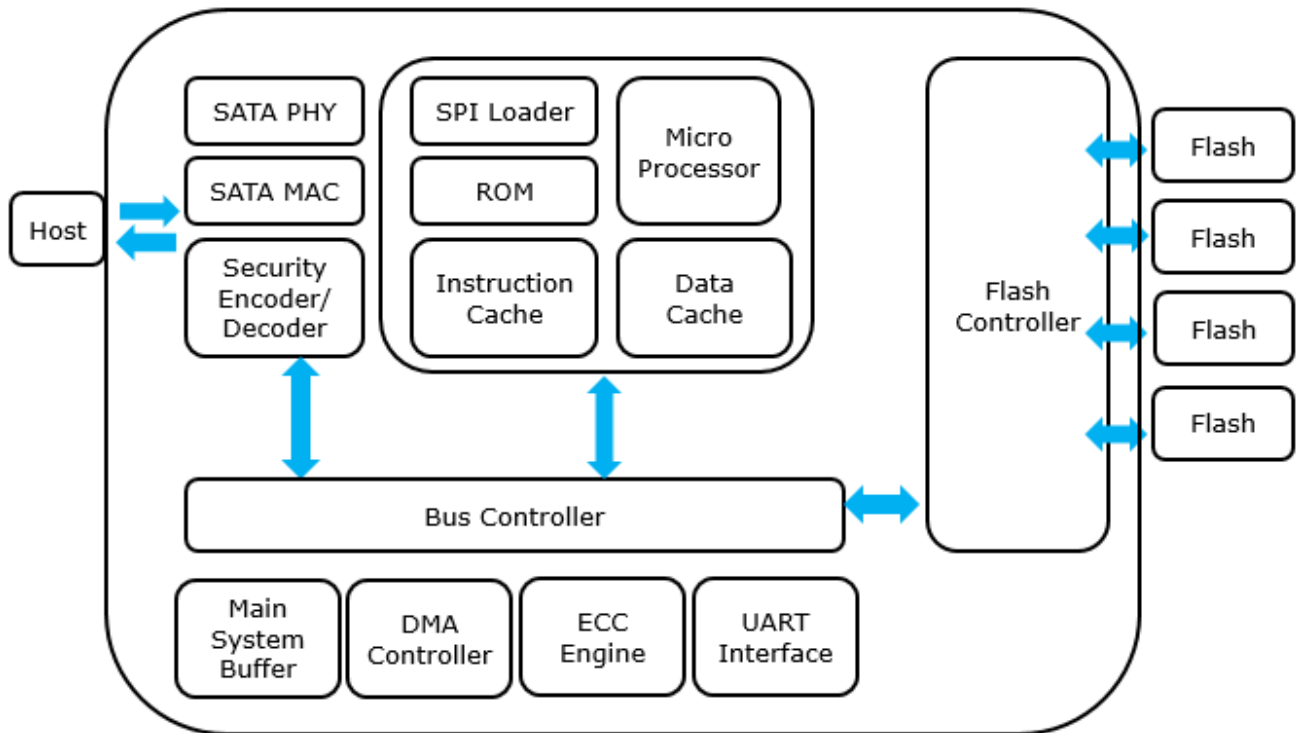 SATA PHY
SATA MAC
Host
Security
Encoder/
Decoder
SPI Loader
ROM
Micro
Processor
Instruction
Cache
Data
Cache
Flash
Controller
Flash
Flash
Flash
Flash
Bus Controller
Main
System
Buffer
DMA
Controller
ECC
Engine
UART
Interface